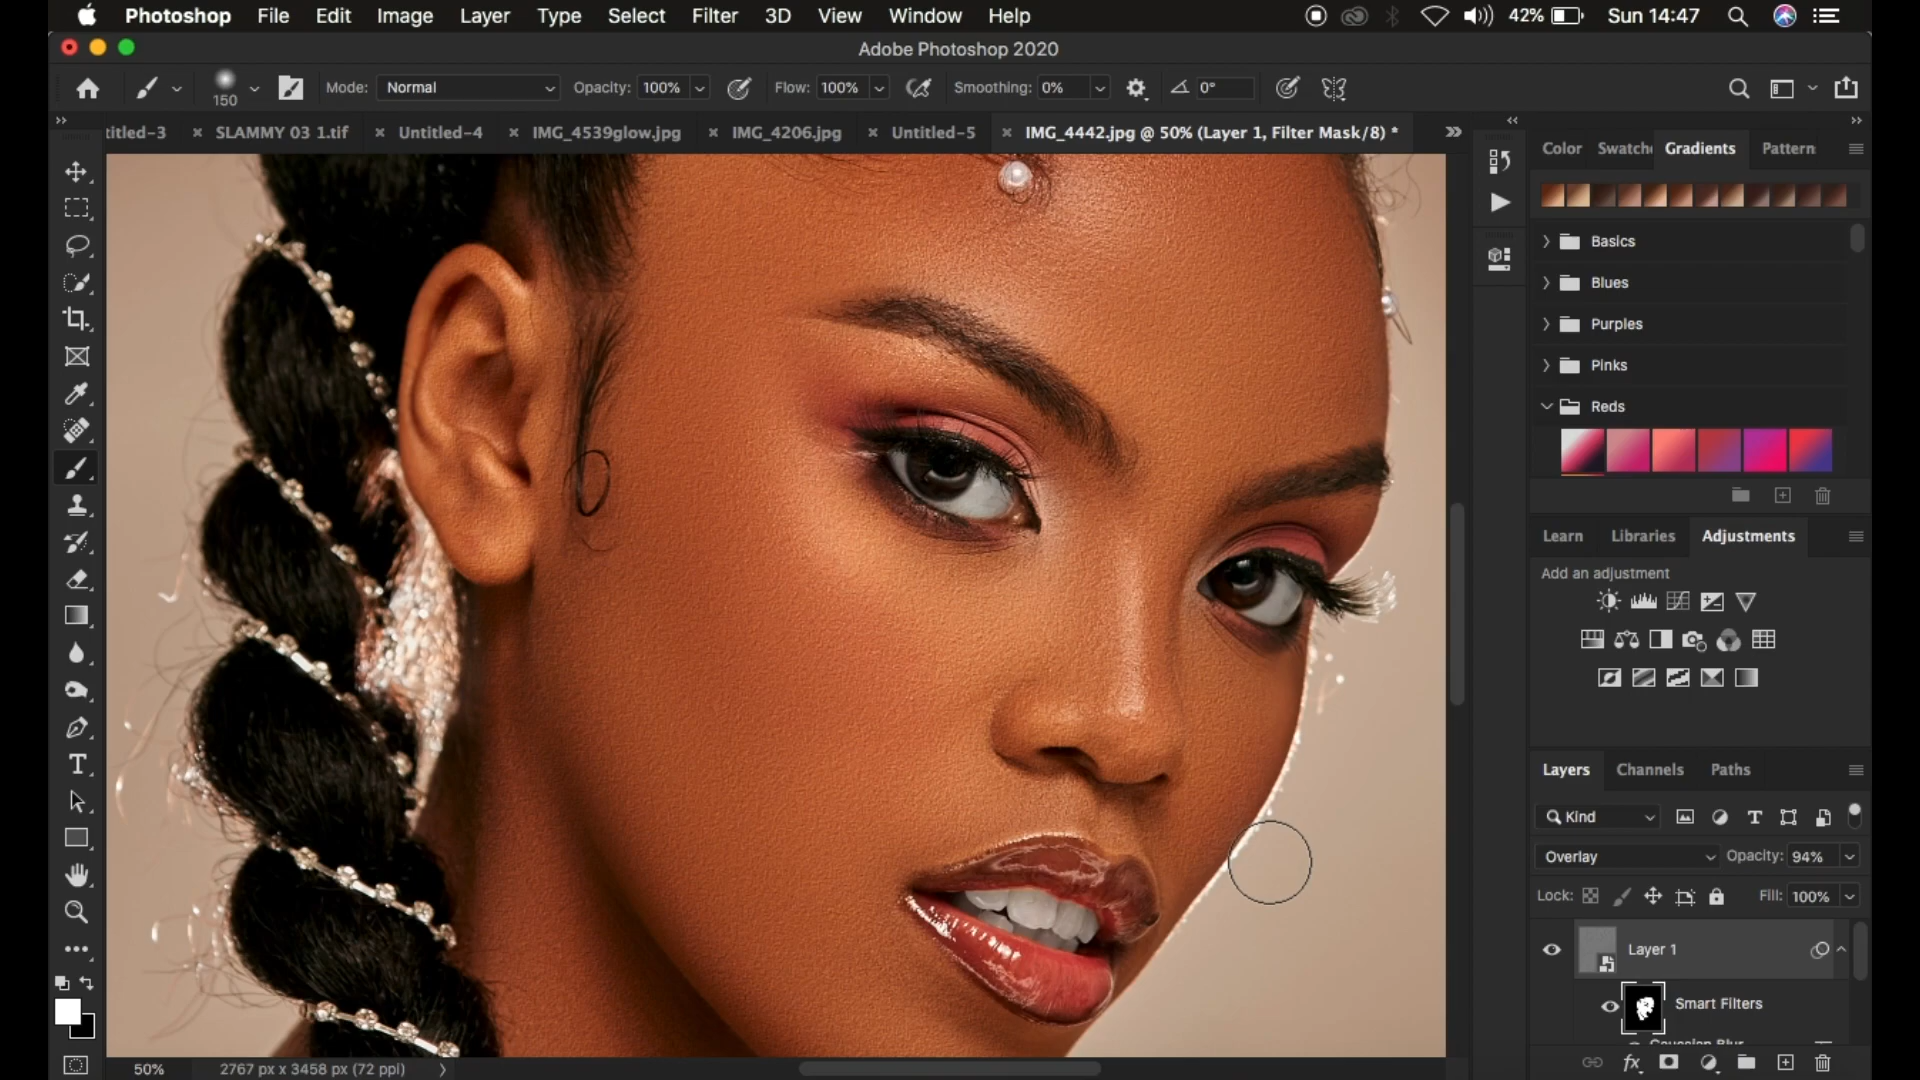 Photoshop File Edit Image Layer Type Select Filter 3D View Window Help 42% Sun 14:47
Adobe Photoshop 2020
150 Mode: Normal Opacity: 100% Flow: 100% Smoothing: 0% 0°
titled-3 × SLAMMY 03 1.tif × Untitled-4 × IMG_4539glow.jpg × IMG_4206.jpg × Untitled-5 × IMG_4442.jpg @ 50% (Layer 1, Filter Mask/8) *
Color Swatche Gradients Pattern
Basics
Blues
Purples
Pinks
Reds
Learn Libraries Adjustments
Add an adjustment
Layers Channels Paths
Kind
Overlay Opacity: 94%
Lock: Fill: 100%
Layer 1
Smart Filters
Gaussian Blur
50% 2767 px x 3458 px (72 ppi)